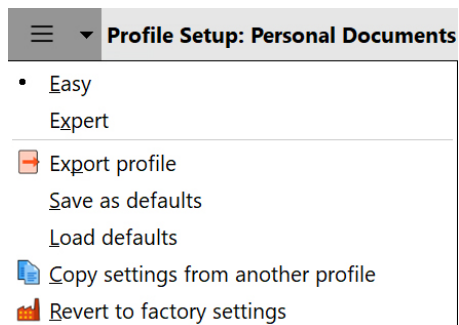 Profile Setup: Personal Documents
Easy
Expert
Export profile
Save as defaults
Load defaults
Copy settings from another profile
Revert to factory settings